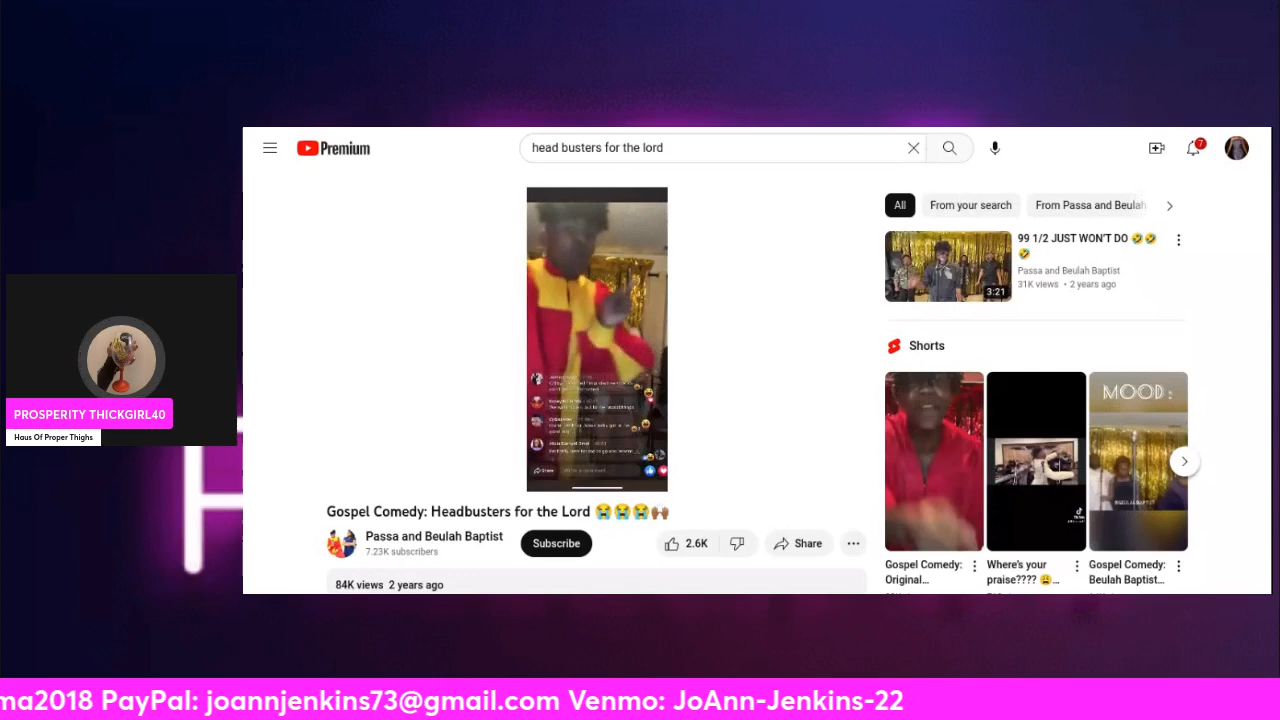 Premium
head busters for the lord
7
All
From your search
From Passa and Beulah
99 1/2 JUST WON'T DO 🤣🤣
🤣
Passa and Beulah Baptist
31K views • 2 years ago
3:21
Shorts
MOOD:
PROSPERITY THICKGIRL40
Haus Of Proper Thighs
H
Share
Gospel Comedy: Headbusters for the Lord 😭😭😭🙌🏾
Passa and Beulah Baptist
7.23K subscribers
Subscribe
2.6K
Share
84K views 2 years ago
Gospel Comedy:
Original…
Where's your
praise???? 😩…
Gospel Comedy:
Beulah Baptist…
ma2018 PayPal: joannjenkins73@gmail.com Venmo: JoAnn-Jenkins-22